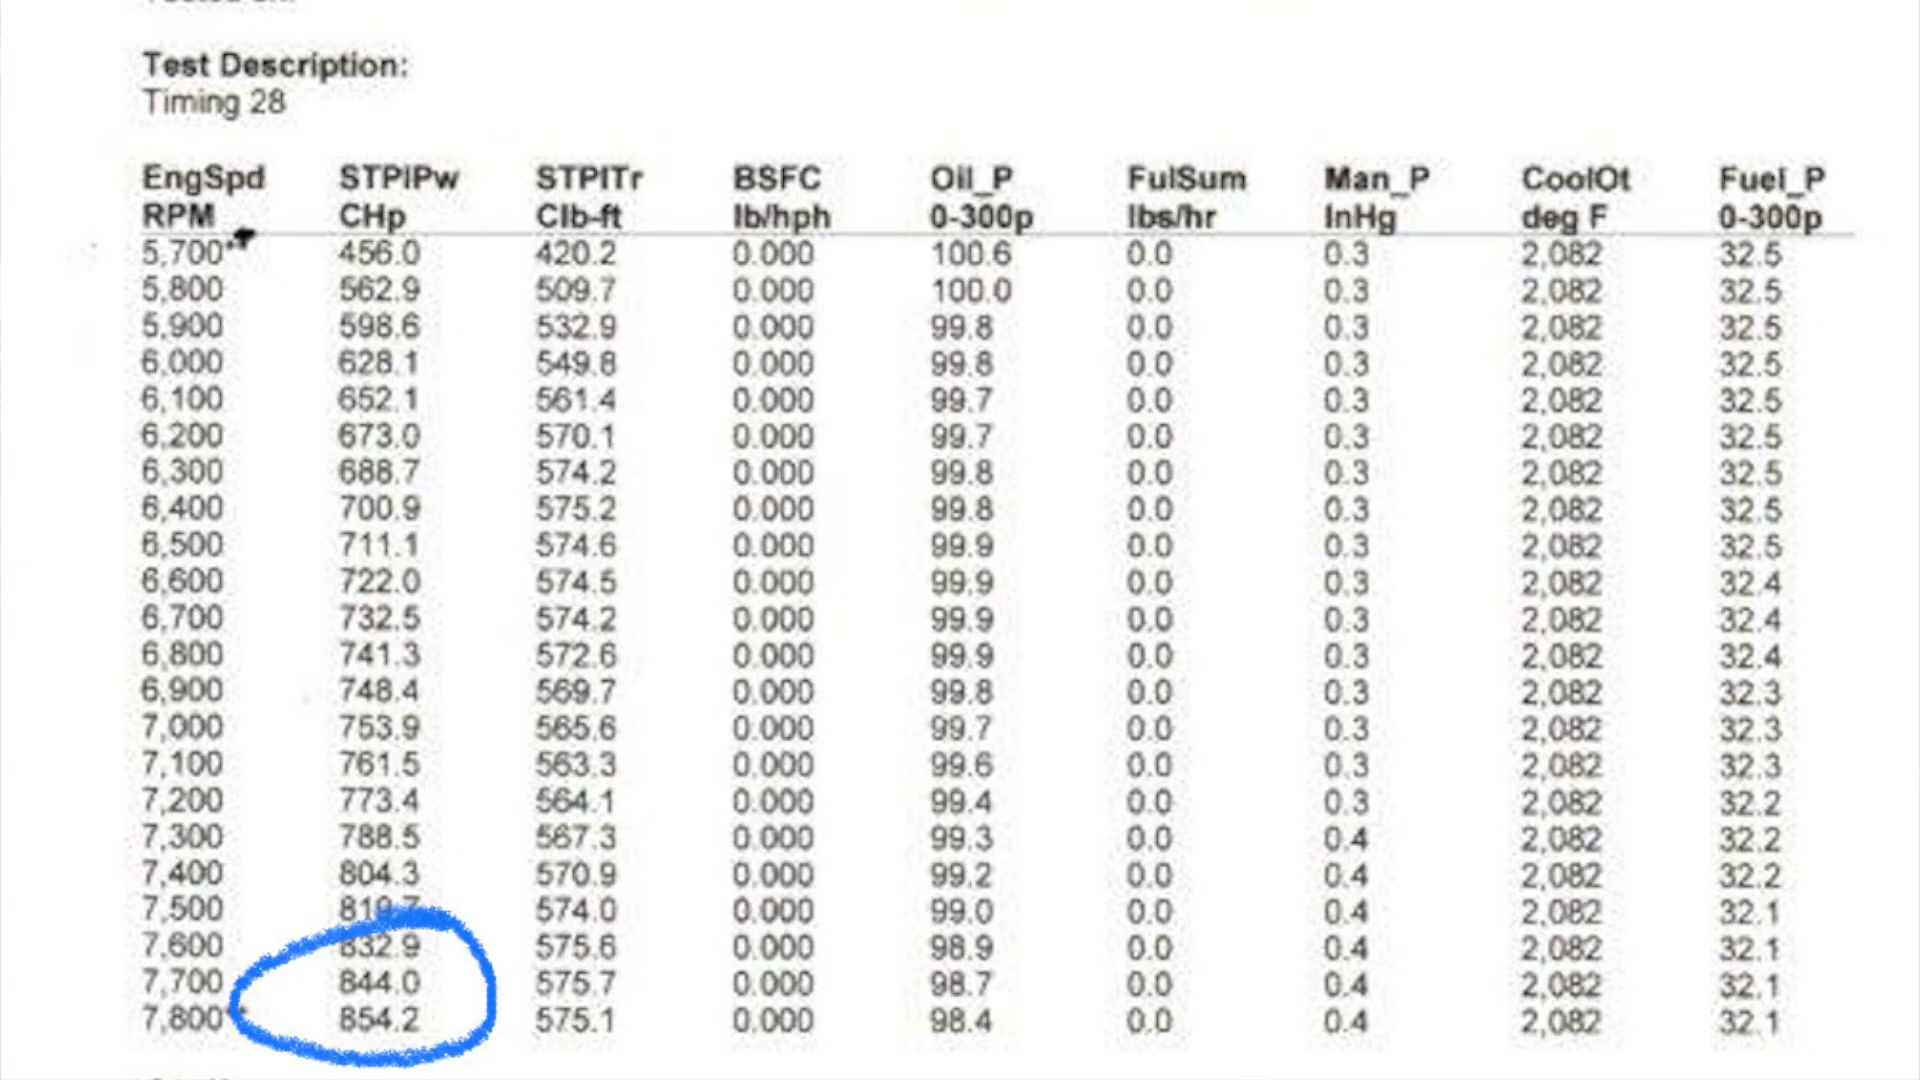 Test Description:
Timing 28
EngSpd STPIPw STPITr BSFC Oil_P FulSum Man_P CoolOt Fuel_P
RPM CHp Clb-ft lb/hph 0-300p lbs/hr InHg deg F 0-300p
5,700 456.0 420.2 0.000 100.6 0.0 0.3 2,082 32.5
5,800 562.9 509.7 0.000 100.0 0.0 0.3 2,082 32.5
5,900 598.6 532.9 0.000 99.8 0.0 0.3 2,082 32.5
6,000 628.1 549.8 0.000 99.8 0.0 0.3 2,082 32.5
6,100 652.1 561.4 0.000 99.7 0.0 0.3 2,082 32.5
6,200 673.0 570.1 0.000 99.7 0.0 0.3 2,082 32.5
6,300 688.7 574.2 0.000 99.8 0.0 0.3 2,082 32.5
6,400 700.9 575.2 0.000 99.8 0.0 0.3 2,082 32.5
6,500 711.1 574.6 0.000 99.9 0.0 0.3 2,082 32.5
6,600 722.0 574.5 0.000 99.9 0.0 0.3 2,082 32.4
6,700 732.5 574.2 0.000 99.9 0.0 0.3 2,082 32.4
6,800 741.3 572.6 0.000 99.9 0.0 0.3 2,082 32.4
6,900 748.4 569.7 0.000 99.8 0.0 0.3 2,082 32.3
7,000 753.9 565.6 0.000 99.7 0.0 0.3 2,082 32.3
7,100 761.5 563.3 0.000 99.6 0.0 0.3 2,082 32.3
7,200 773.4 564.1 0.000 99.4 0.0 0.3 2,082 32.2
7,300 788.5 567.3 0.000 99.3 0.0 0.4 2,082 32.2
7,400 804.3 570.9 0.000 99.2 0.0 0.4 2,082 32.2
7,500 819.7 574.0 0.000 99.0 0.0 0.4 2,082 32.1
7,600 832.9 575.6 0.000 98.9 0.0 0.4 2,082 32.1
7,700 844.0 575.7 0.000 98.7 0.0 0.4 2,082 32.1
7,800 854.2 575.1 0.000 98.4 0.0 0.4 2,082 32.1